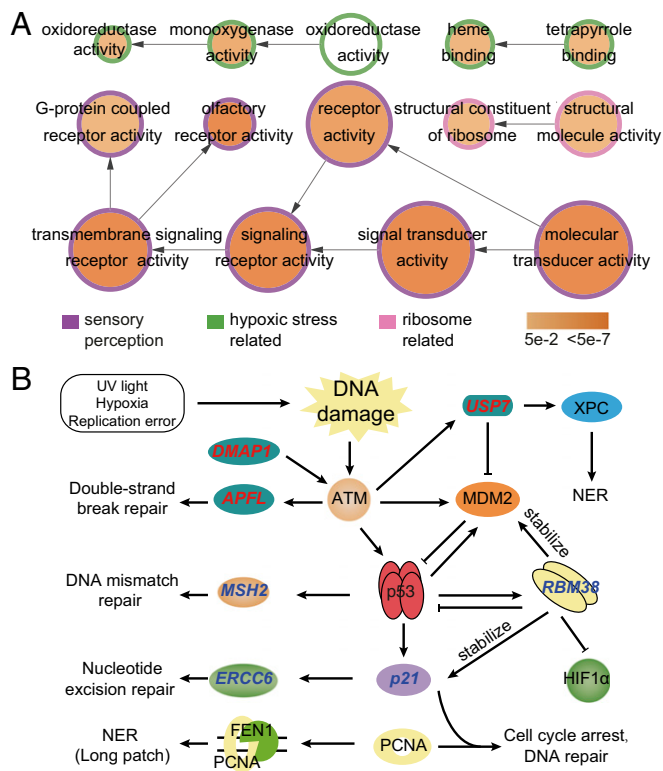 A
oxidoreductase
activity
monooxygenase
activity
oxidoreductase
activity
heme
binding
tetrapyrrole
binding
G-protein coupled
receptor activity
olfactory
receptor activity
receptor
activity
structural constituent
of ribosome
structural
molecule activity
transmembrane signaling
receptor activity
signaling
receptor activity
signal transducer
activity
molecular
transducer activity
sensory
perception
hypoxic stress
related
ribosome
related
5e-2 <5e-7
B
UV light
Hypoxia
Replication error
DNA
damage
USP7
XPC
DMAP1
Double-strand
break repair
APFL
ATM
MDM2
NER
stabilize
DNA mismatch
repair
MSH2
p53
RBM38
stabilize
Nucleotide
excision repair
ERCC6
p21
HIF1α
NER
(Long patch)
FEN1
PCNA
PCNA
Cell cycle arrest,
DNA repair